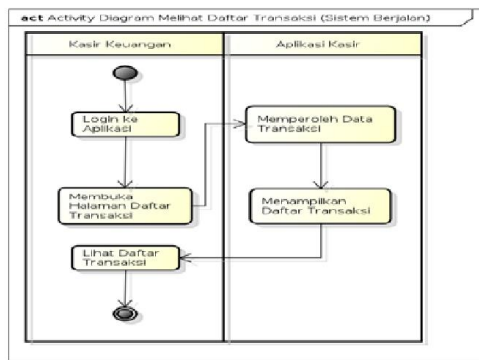 act Activity Diagram Melihat Daftar Transaksi (Sistem Berjalan)
Kasir Keuangan
Aplikasi Kasir
Login ke
Aplikasi
Memperoleh Data
Transaksi
Membuka
Halaman Daftar
Transaksi
Menampilkan
Daftar Transaksi
Lihat Daftar
Transaksi